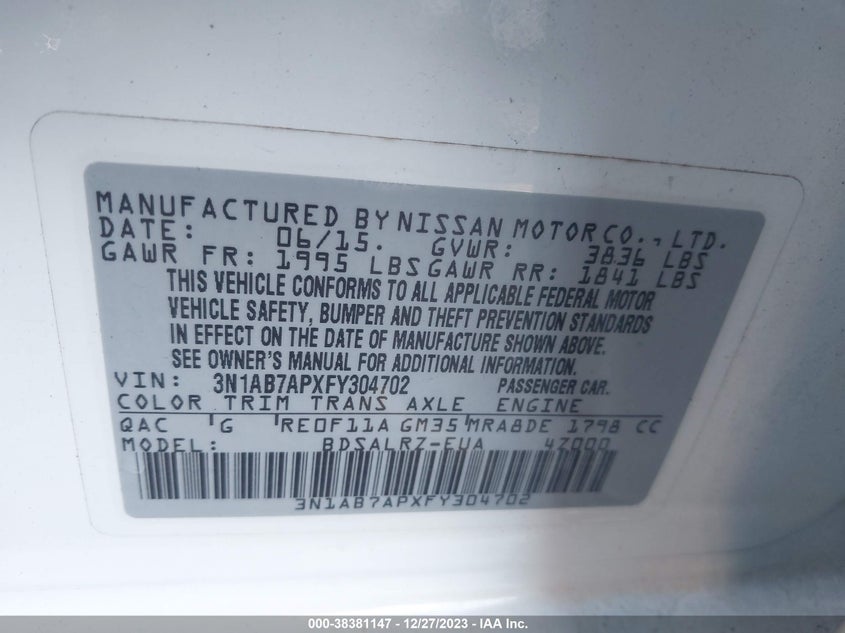 MANUFACTURED BY NISSAN MOTOR CO., LTD.
DATE: 06/15. GVWR: 3836 LBS
GAWR FR: 1995 LBS GAWR RR: 1841 LBS
THIS VEHICLE CONFORMS TO ALL APPLICABLE FEDERAL MOTOR
VEHICLE SAFETY, BUMPER AND THEFT PREVENTION STANDARDS
IN EFFECT ON THE DATE OF MANUFACTURE SHOWN ABOVE.
SEE OWNER'S MANUAL FOR ADDITIONAL INFORMATION.
VIN: 3N1AB7APXFY304702 PASSENGER CAR.
COLOR TRIM TRANS AXLE ENGINE
QAC G RE0F11A GM35 MRA8DE 1798 CC
MODEL: BDSALRZ-EUA 4Z000
3N1AB7APXFY304702
000-38381147 - 12/27/2023 - IAA Inc.